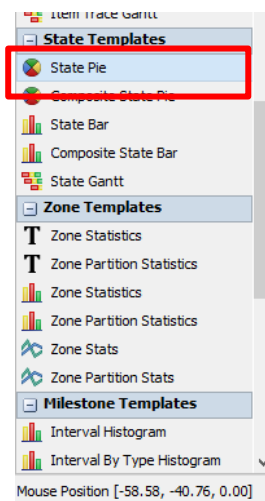 Item Trace Gantt
State Templates
State Pie
Composite State Pie
State Bar
Composite State Bar
State Gantt
Zone Templates
T Zone Statistics
T Zone Partition Statistics
Zone Statistics
Zone Partition Statistics
Zone Stats
Zone Partition Stats
Milestone Templates
Interval Histogram
Interval By Type Histogram
Mouse Position [-58.58, -40.76, 0.00]